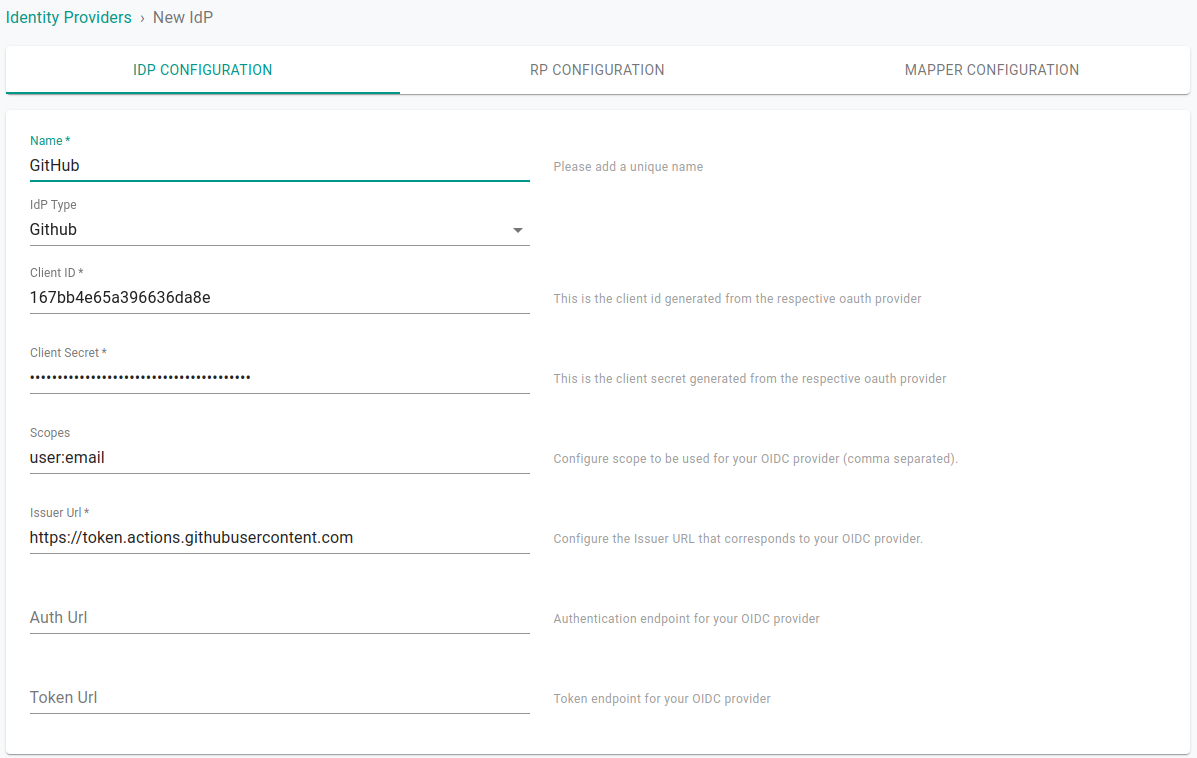 Identity Providers › New IdP
IDP CONFIGURATION RP CONFIGURATION MAPPER CONFIGURATION
Name *
GitHub Please add a unique name
IdP Type
Github
Client ID *
167bb4e65a396636da8e This is the client id generated from the respective oauth provider
Client Secret *
•••••••••••••••••••••••••••••••••••••••• This is the client secret generated from the respective oauth provider
Scopes
user:email Configure scope to be used for your OIDC provider (comma separated).
Issuer Url *
https://token.actions.githubusercontent.com Configure the Issuer URL that corresponds to your OIDC provider.
Auth Url Authentication endpoint for your OIDC provider
Token Url Token endpoint for your OIDC provider